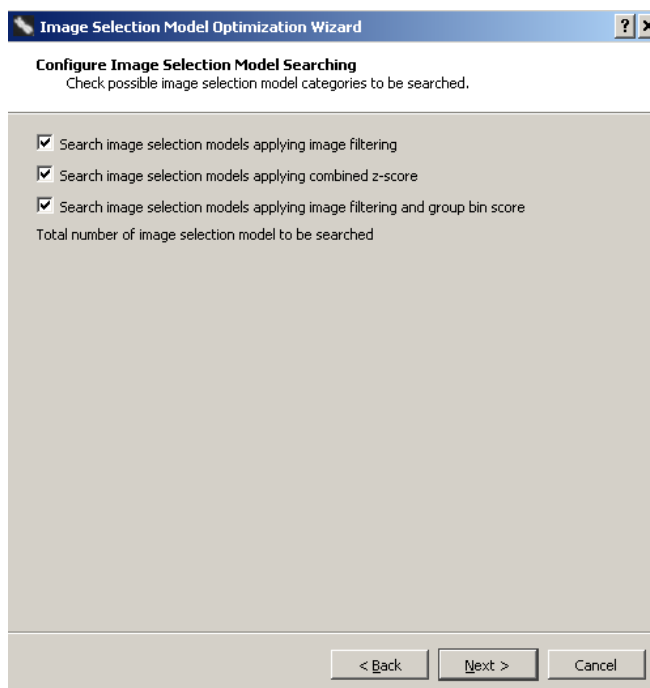 Image Selection Model Optimization Wizard
Configure Image Selection Model Searching
Check possible image selection model categories to be searched.
Search image selection models applying image filtering
Search image selection models applying combined z-score
Search image selection models applying image filtering and group bin score
Total number of image selection model to be searched
< Back Next > Cancel